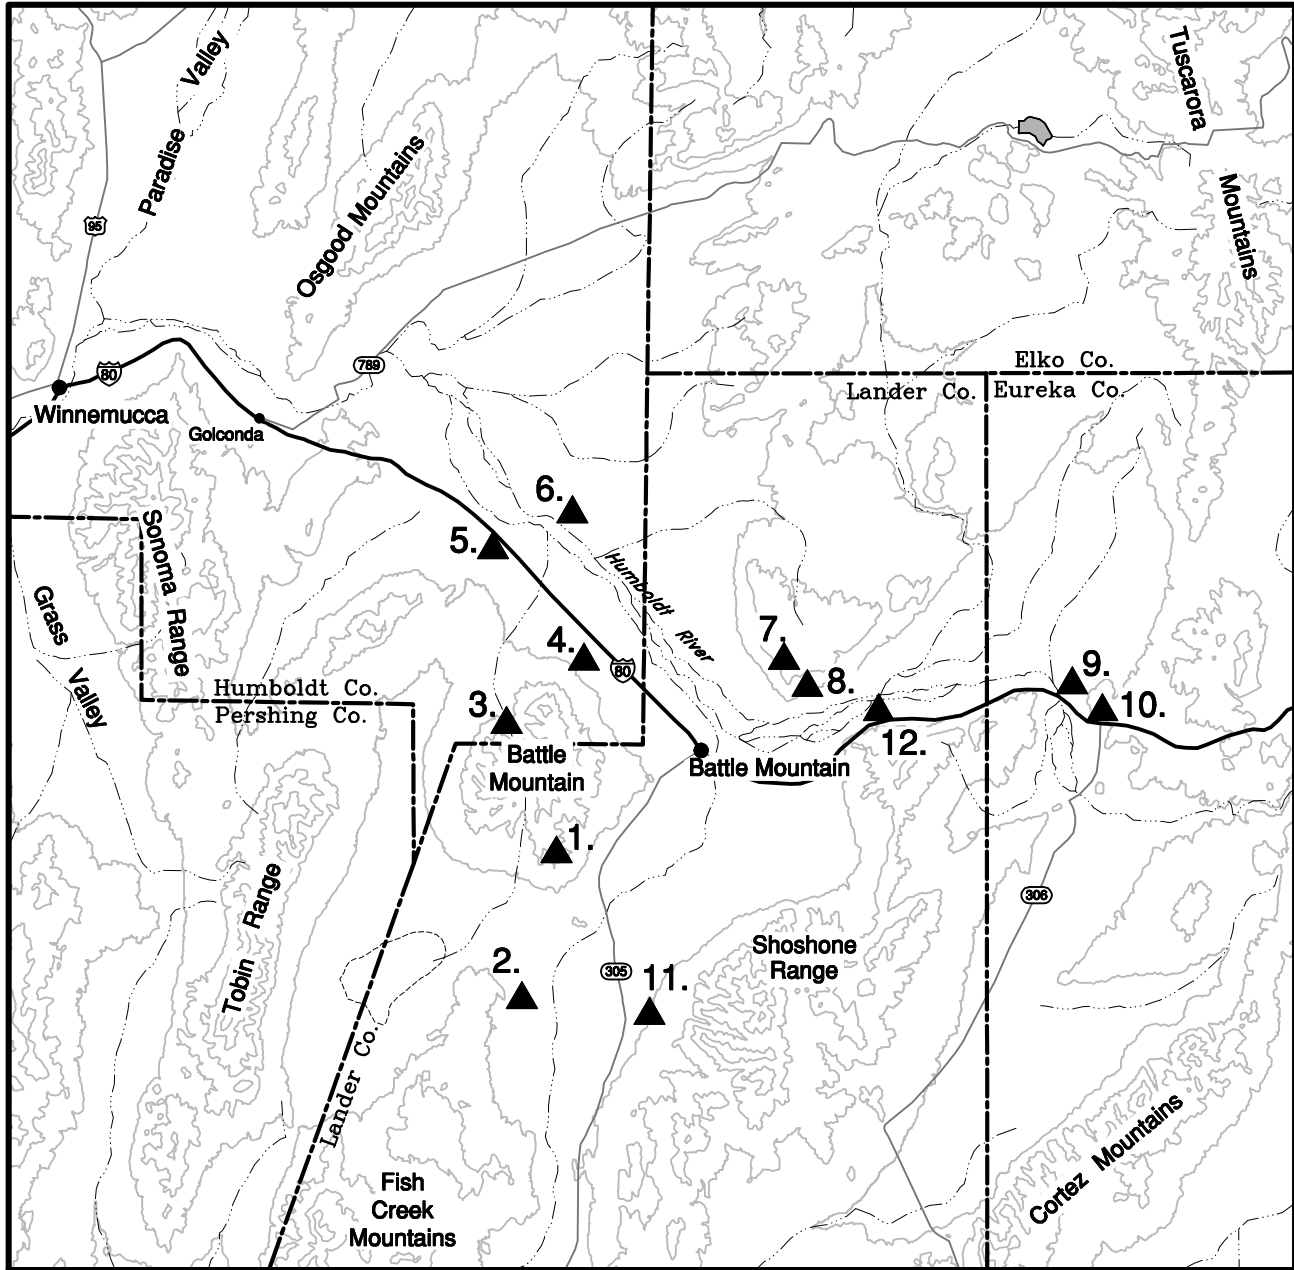 Paradise Valley
Tuscarora
Mountains
Osgood Mountains
95
789
80
Elko Co.
Lander Co.
Eureka Co.
Winnemucca
Golconda
6.
5.
Sonoma Range
Humboldt River
Grass Valley
7.
4.
80
8.
9.
10.
Humboldt Co.
Pershing Co.
3.
12.
Battle
Mountain
Battle Mountain
1.
Tobin Range
306
Shoshone
Range
2.
305
11.
Lander Co.
Cortez Mountains
Fish
Creek
Mountains